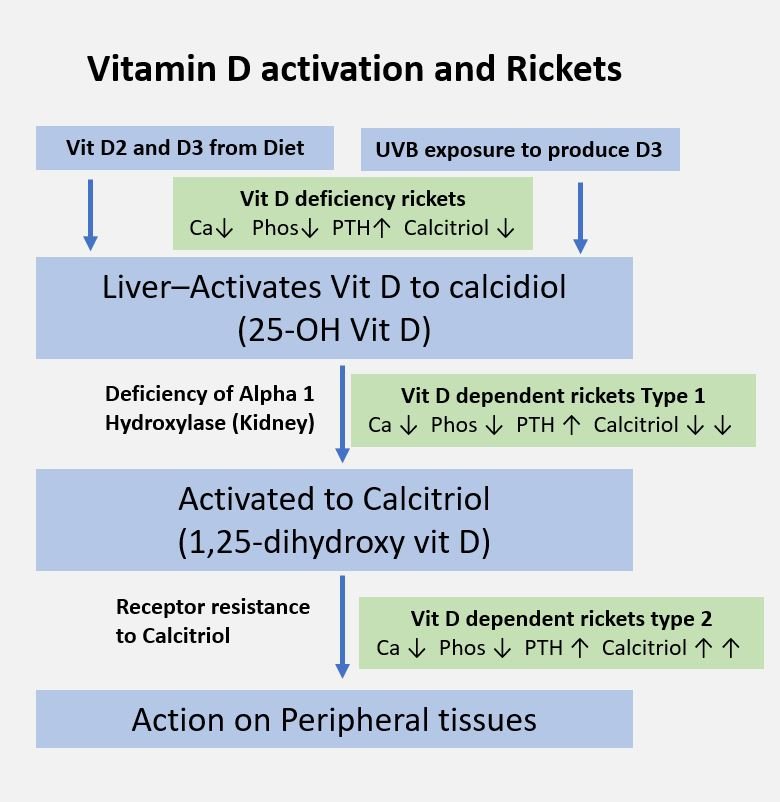 Vitamin D activation and Rickets
Vit D2 and D3 from Diet
UVB exposure to produce D3
Vit D deficiency rickets
Ca↓ Phos↓ PTH↑ Calcitriol ↓
Liver–Activates Vit D to calcidiol
(25-OH Vit D)
Deficiency of Alpha 1
Hydroxylase (Kidney)
Vit D dependent rickets Type 1
Ca ↓ Phos ↓ PTH ↑ Calcitriol ↓ ↓
Activated to Calcitriol
(1,25-dihydroxy vit D)
Receptor resistance
to Calcitriol
Vit D dependent rickets type 2
Ca ↓ Phos ↓ PTH ↑ Calcitriol ↑ ↑
Action on Peripheral tissues